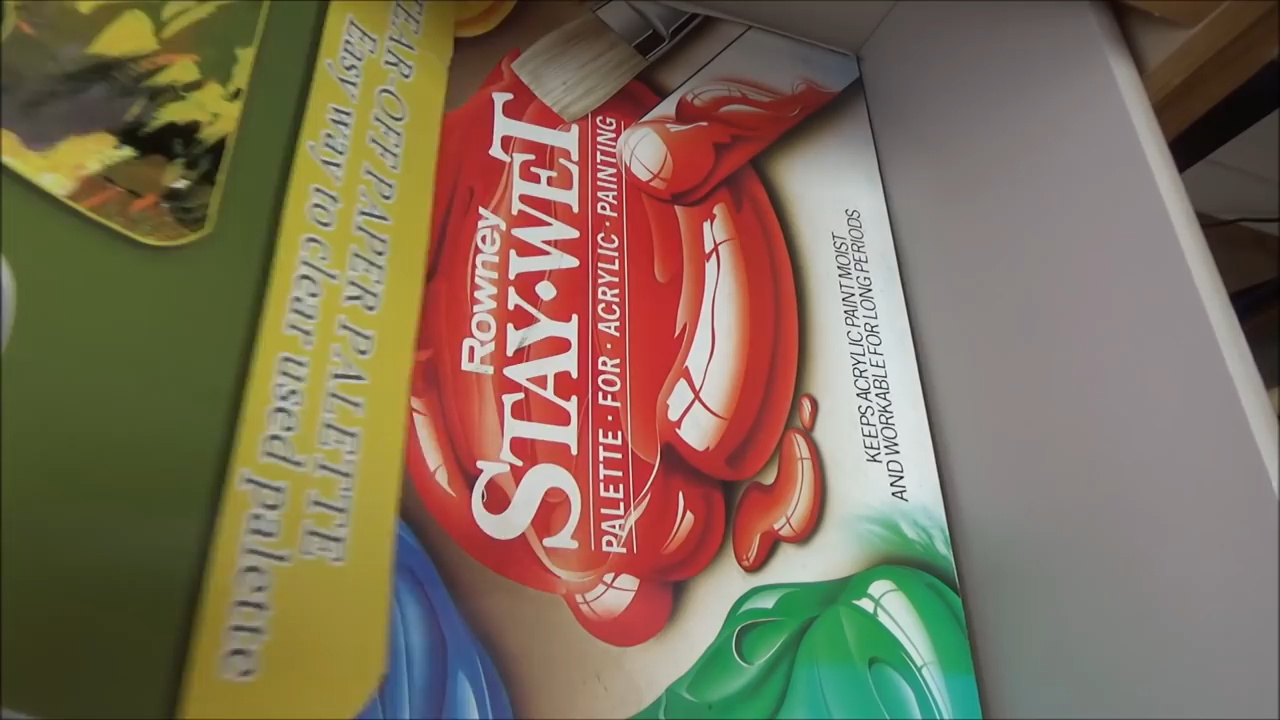 TEAR-OFF PAPER PALETTE
Easy way to clear used palette
Rowney
STAY•WET
PALETTE · FOR · ACRYLIC · PAINTING
KEEPS ACRYLIC PAINT MOIST
AND WORKABLE FOR LONG PERIODS